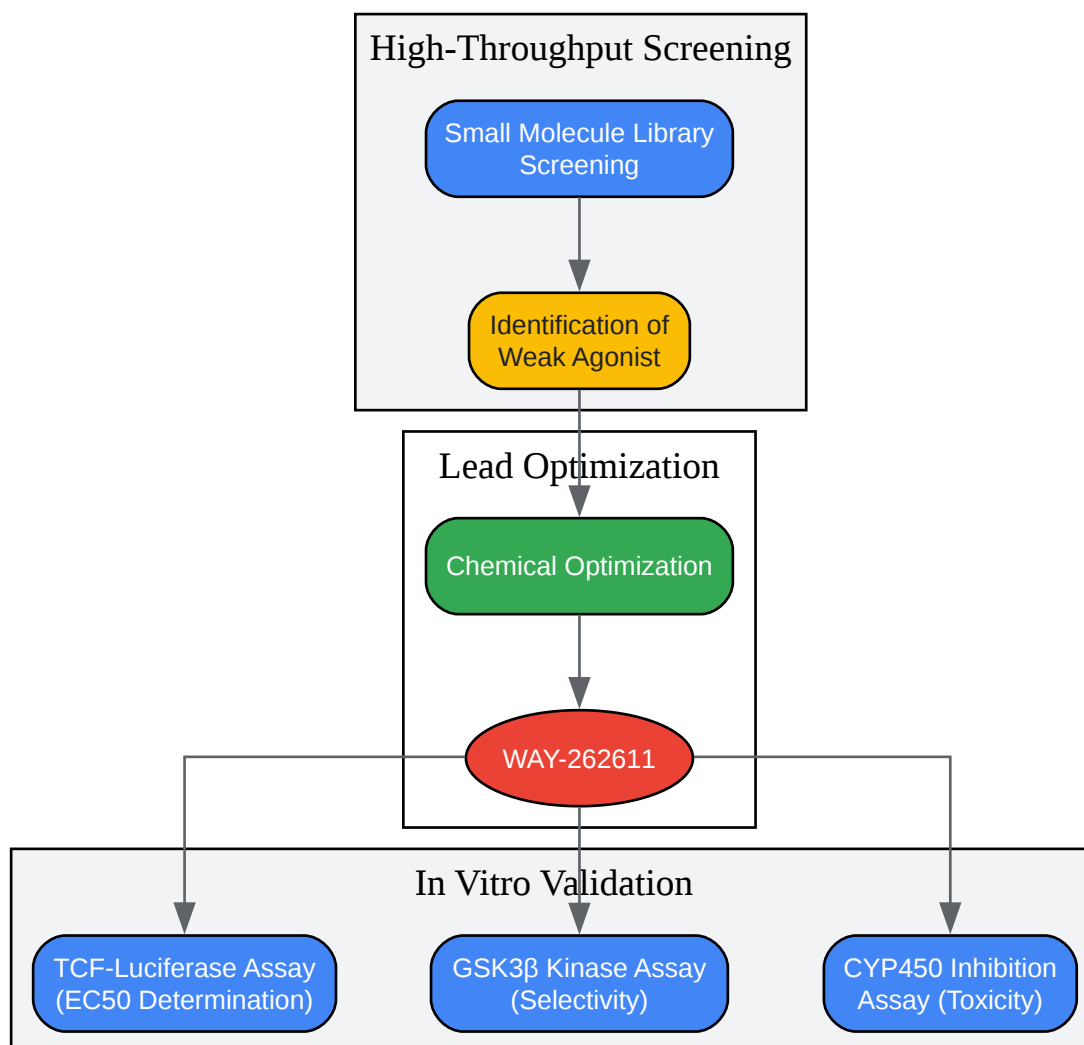 High-Throughput Screening
Small Molecule Library
Screening
Identification of
Weak Agonist
Lead Optimization
Chemical Optimization
WAY-262611
In Vitro Validation
TCF-Luciferase Assay
(EC50 Determination)
GSK3β Kinase Assay
(Selectivity)
CYP450 Inhibition
Assay (Toxicity)